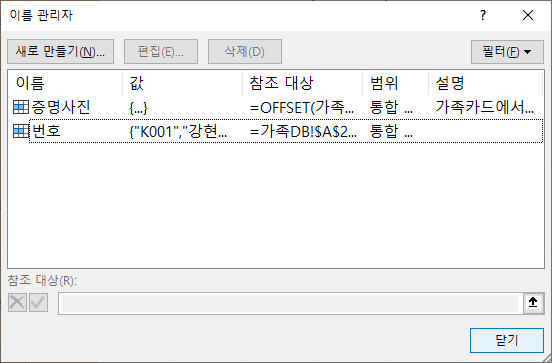 이름 관리자
새로 만들기(N)... 편집(E)... 삭제(D) 필터(F)
이름 값 참조 대상 범위 설명
증명사진 {...} =OFFSET(가족... 통합 ... 가족카드에서...
번호 {"K001","강현... =가족DB!$A$2... 통합 ...
참조 대상(R):
닫기